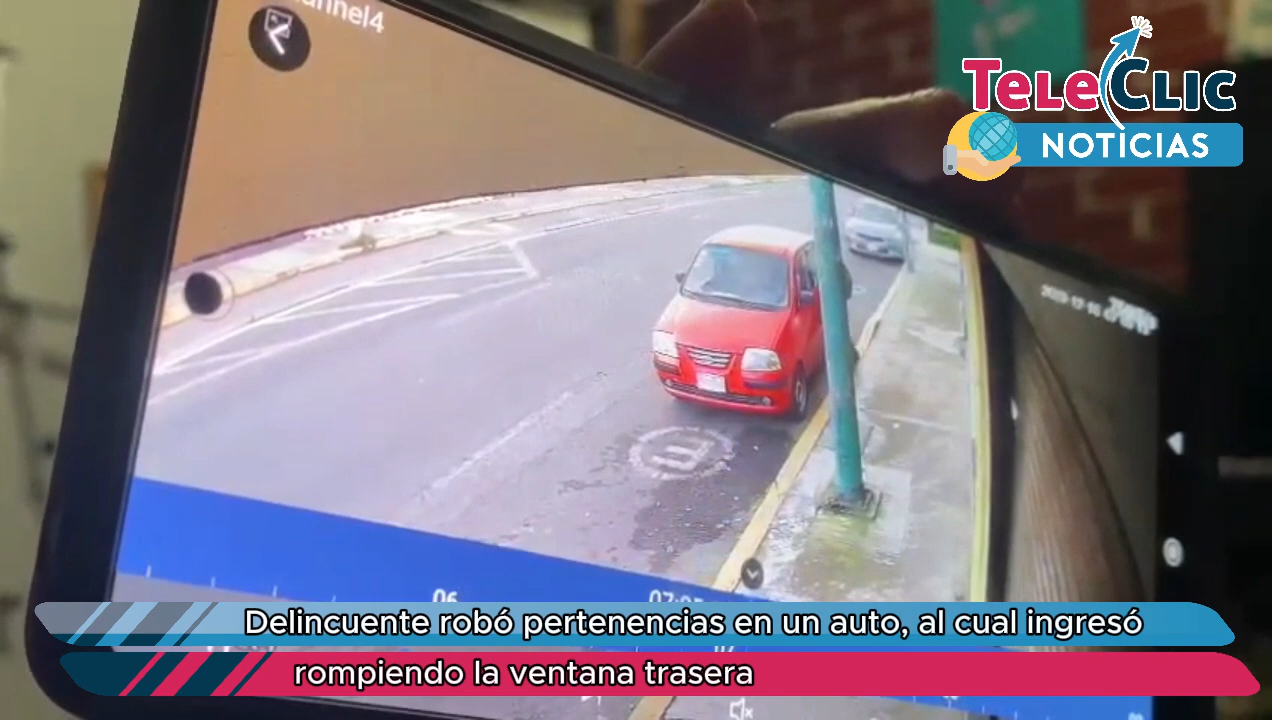 TELECLIC
NOTICIAS
Delincuente robó pertenencias en un auto, al cual ingresó
rompiendo la ventana trasera